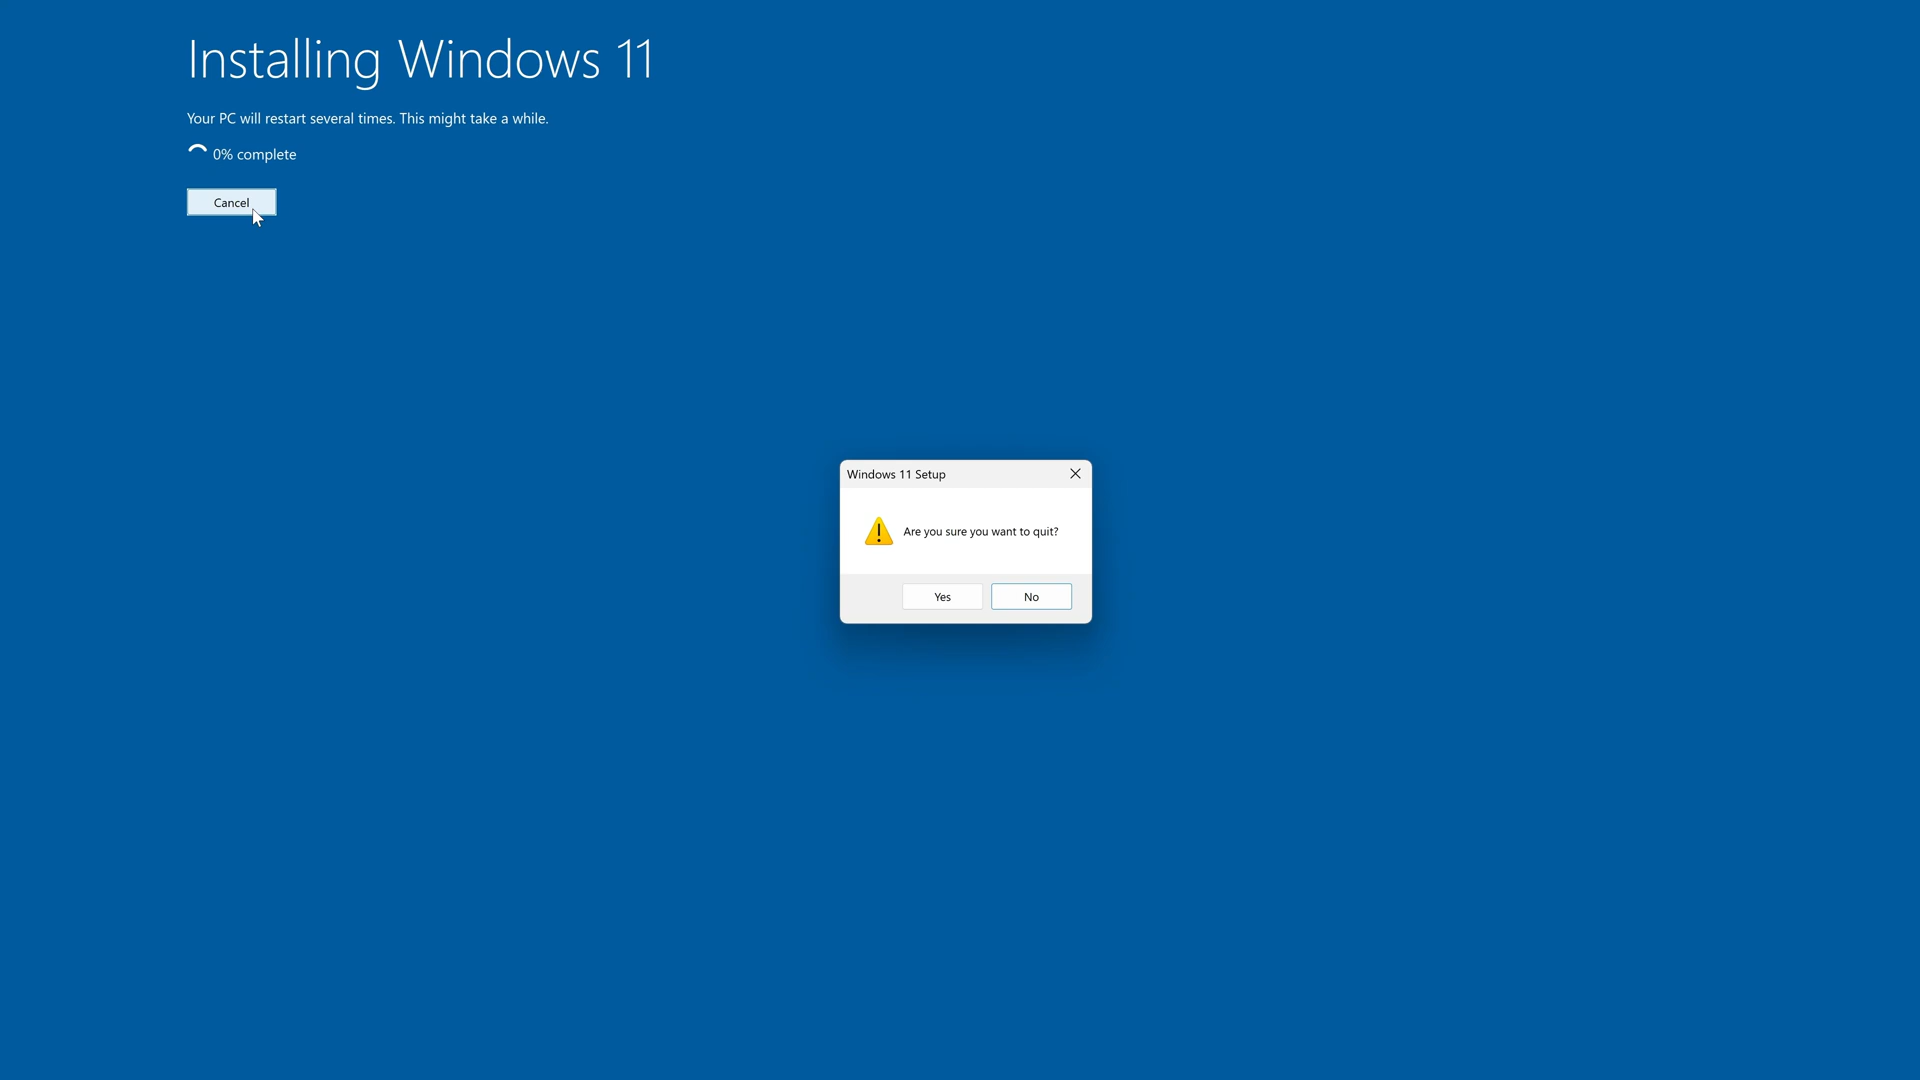 Installing Windows 11
Your PC will restart several times. This might take a while.
0% complete
Cancel
Windows 11 Setup
Are you sure you want to quit?
Yes
No